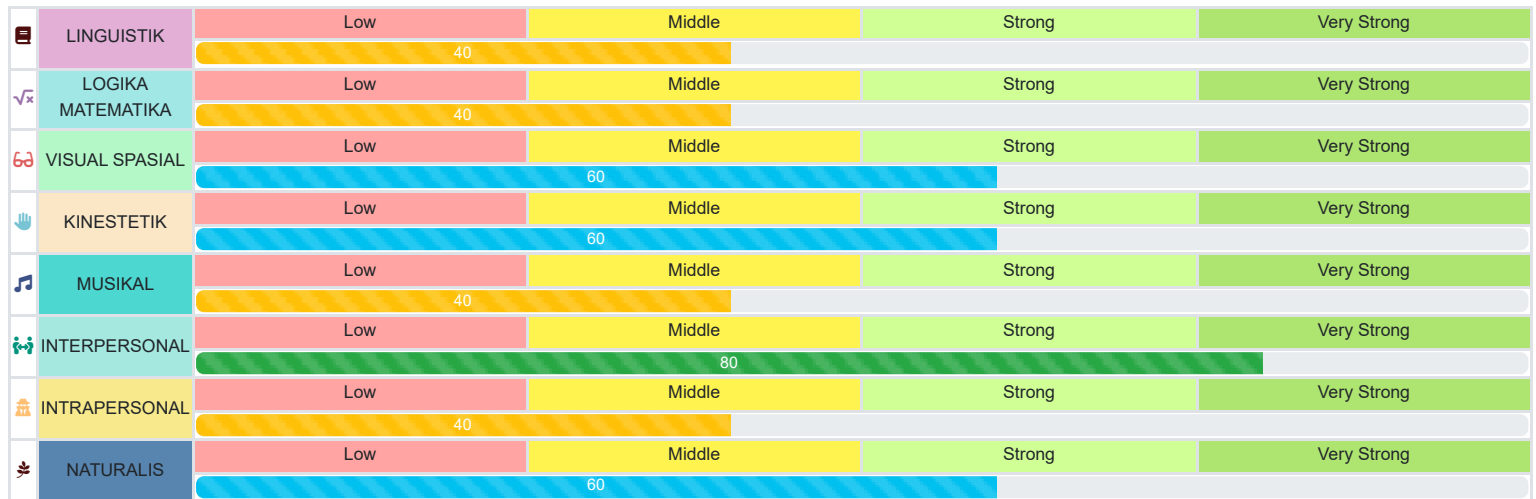 LINGUISTIK
Low Middle Strong Very Strong
40
LOGIKA
MATEMATIKA
Low Middle Strong Very Strong
40
VISUAL SPASIAL
Low Middle Strong Very Strong
60
KINESTETIK
Low Middle Strong Very Strong
60
MUSIKAL
Low Middle Strong Very Strong
40
INTERPERSONAL
Low Middle Strong Very Strong
80
INTRAPERSONAL
Low Middle Strong Very Strong
40
NATURALIS
Low Middle Strong Very Strong
60